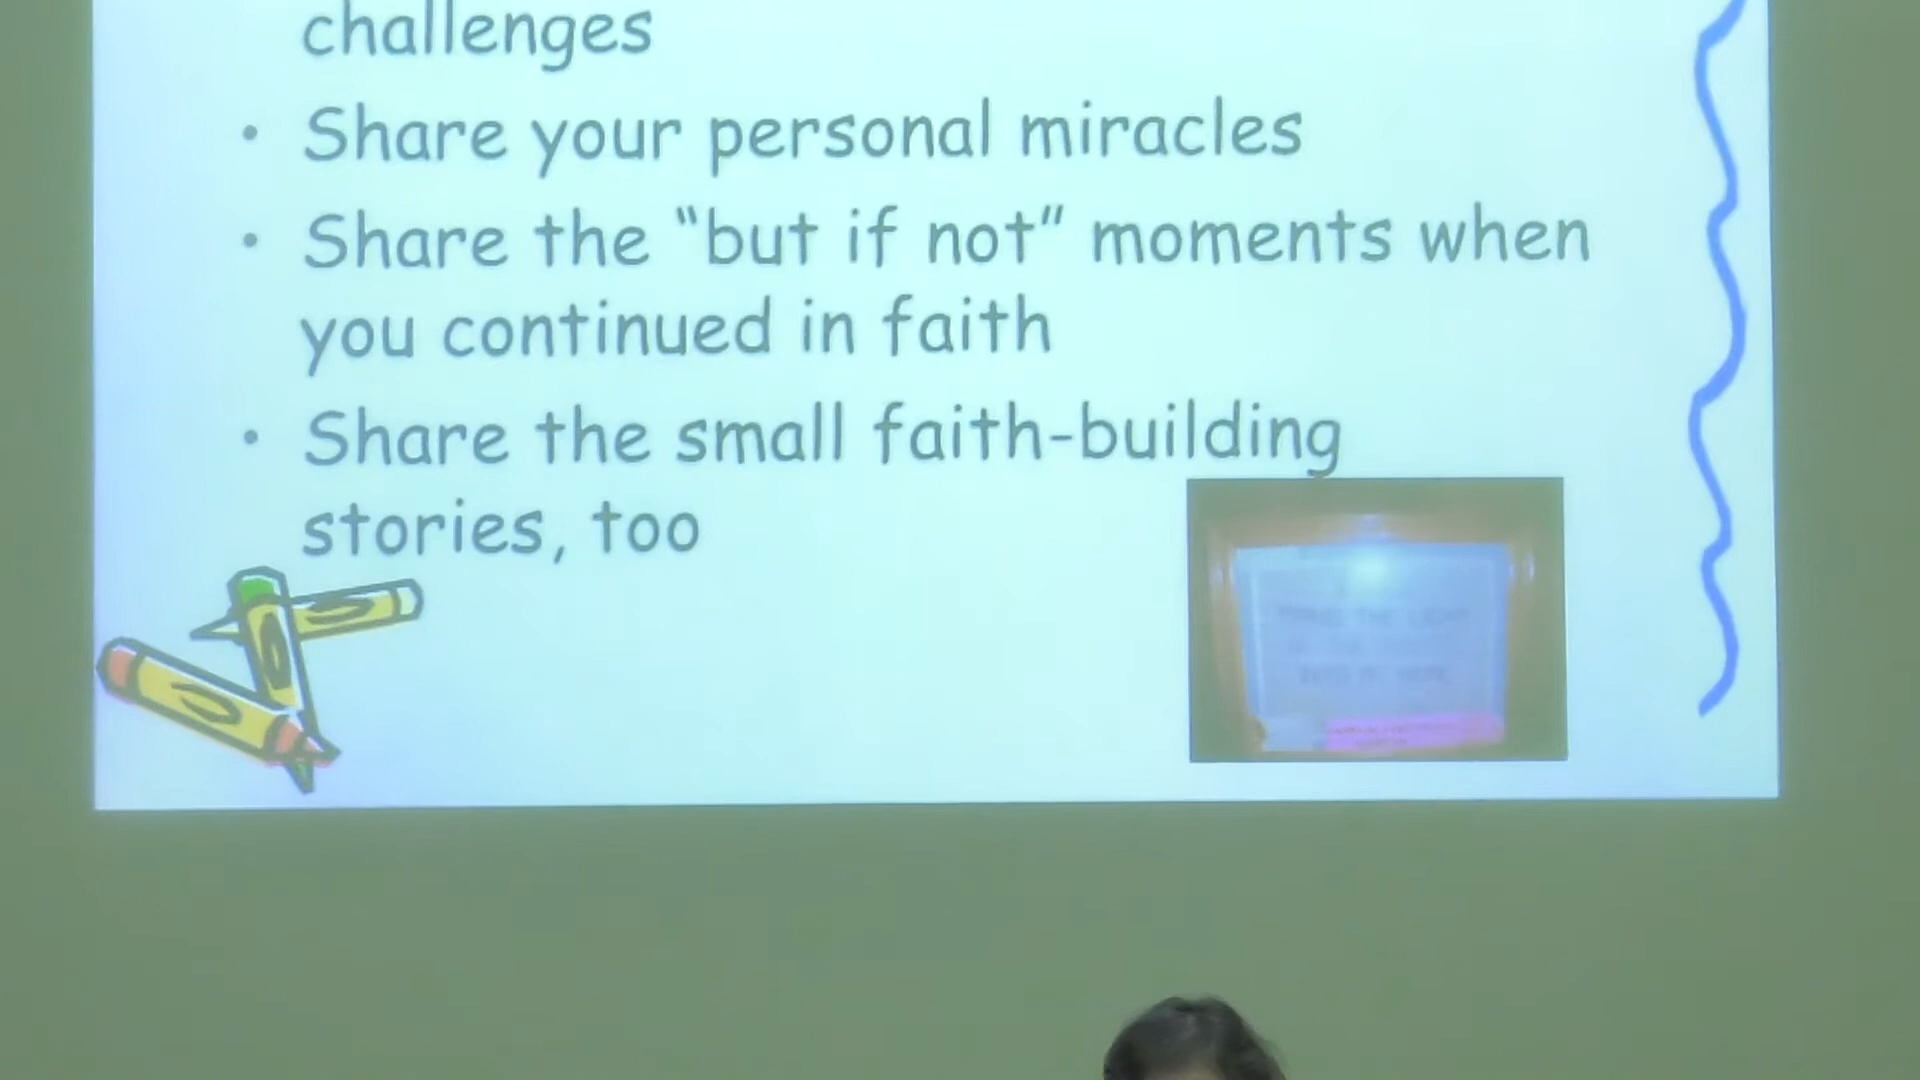 challenges
• Share your personal miracles
• Share the “but if not” moments when
you continued in faith
• Share the small faith-building
stories, too